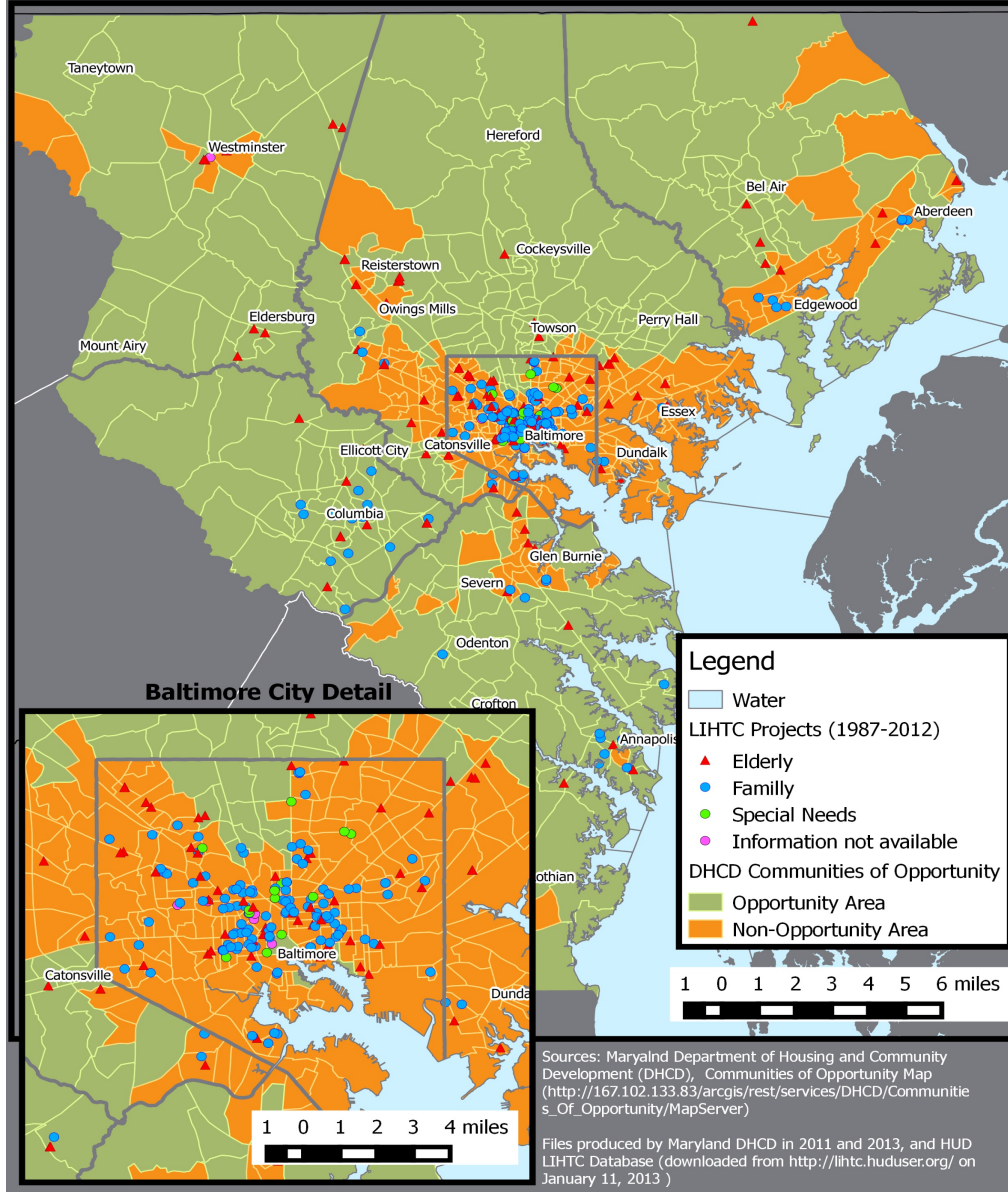 Taneytown
Hereford
Westminster
Bel Air
Aberdeen
Cockeysville
Reisterstown
Owings Mills
Edgewood
Eldersburg
Perry Hall
Towson
Mount Airy
Essex
Baltimore
Catonsville
Ellicott City
Dundalk
Columbia
Glen Burnie
Severn
Odenton
Crofton
Annapolis
othian
Legend
Water
LIHTC Projects (1987-2012)
Elderly
Familly
Special Needs
Information not available
DHCD Communities of Opportunity
Opportunity Area
Non-Opportunity Area
1 0 1 2 3 4 5 6 miles
Baltimore City Detail
Baltimore
Catonsville
Dunda
1 0 1 2 3 4 miles
Sources: Maryalnd Department of Housing and Community
Development (DHCD), Communities of Opportunity Map
(http://167.102.133.83/arcgis/rest/services/DHCD/Communitie
s_Of_Opportunity/MapServer)
Files produced by Maryland DHCD in 2011 and 2013, and HUD
LIHTC Database (downloaded from http://lihtc.huduser.org/ on
January 11, 2013 )